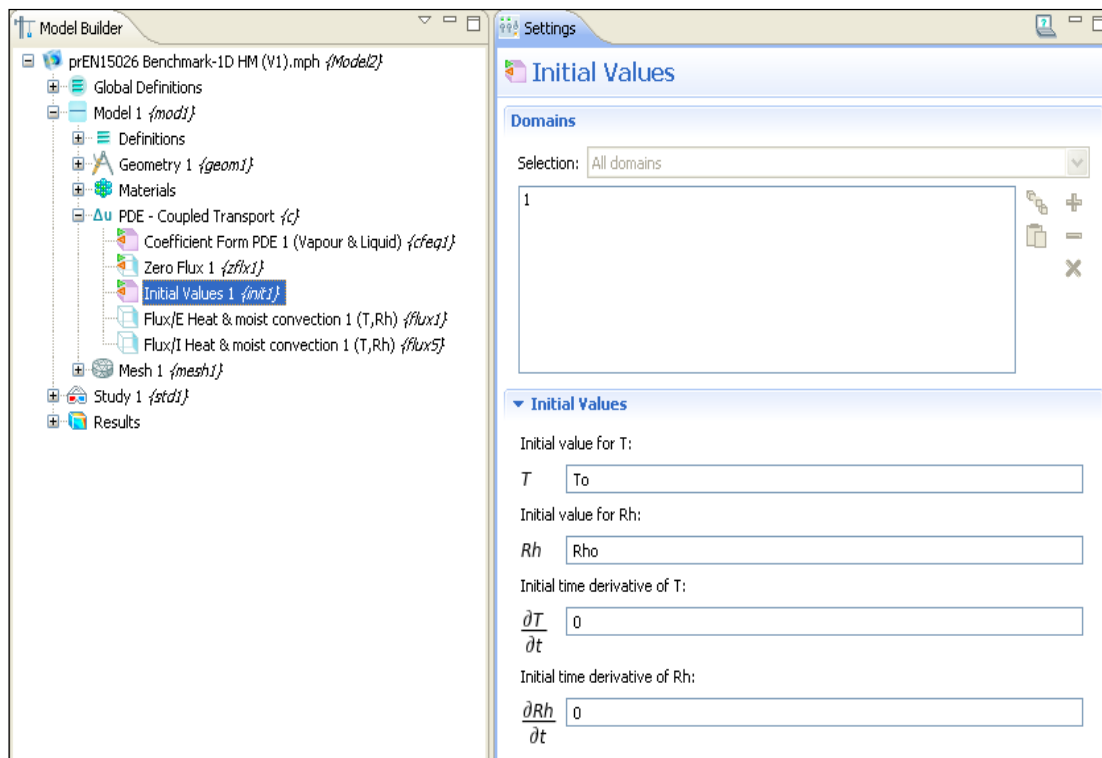 Model Builder
prEN15026 Benchmark-1D HM (V1).mph {Model2}
Global Definitions
Model 1 {mod1}
Definitions
Geometry 1 {geom1}
Materials
Δu PDE - Coupled Transport {c}
Coefficient Form PDE 1 (Vapour & Liquid) {cfeq1}
Zero Flux 1 {zflx1}
Initial Values 1 {init1}
Flux/E Heat & moist convection 1 (T,Rh) {flux1}
Flux/I Heat & moist convection 1 (T,Rh) {flux5}
Mesh 1 {mesh1}
Study 1 {std1}
Results
Settings
Initial Values
Domains
Selection: All domains
1
Initial Values
Initial value for T:
T To
Initial value for Rh:
Rh Rho
Initial time derivative of T:
∂T/∂t 0
Initial time derivative of Rh:
∂Rh/∂t 0